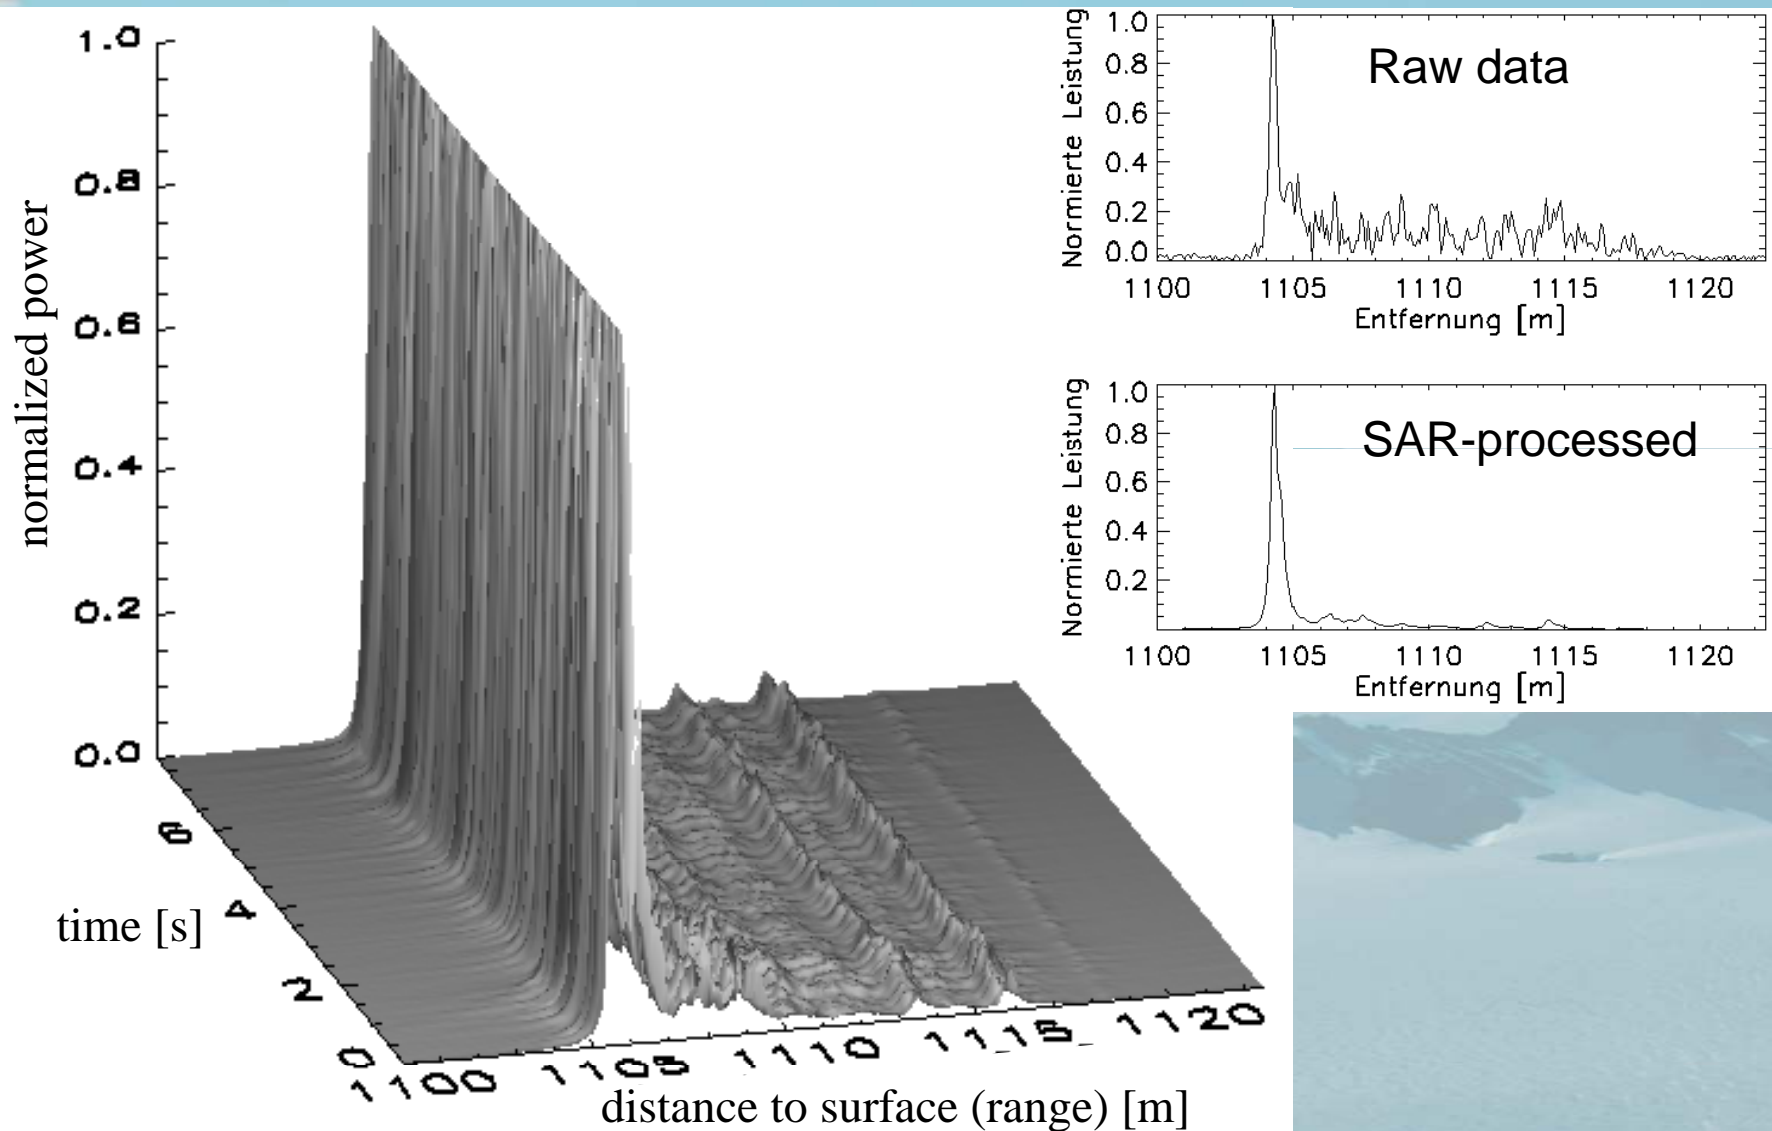 1.0
0.8
0.6
0.4
0.2
0.0
normalized power
6
4
2
0
time [s]
1100 1105 1110 1115 1120
distance to surface (range) [m]
Raw data
1.0
0.8
0.6
0.4
0.2
0.0
Normierte Leistung
1100 1105 1110 1115 1120
Entfernung [m]
SAR-processed
1.0
0.8
0.6
0.4
0.2
Normierte Leistung
1100 1105 1110 1115 1120
Entfernung [m]